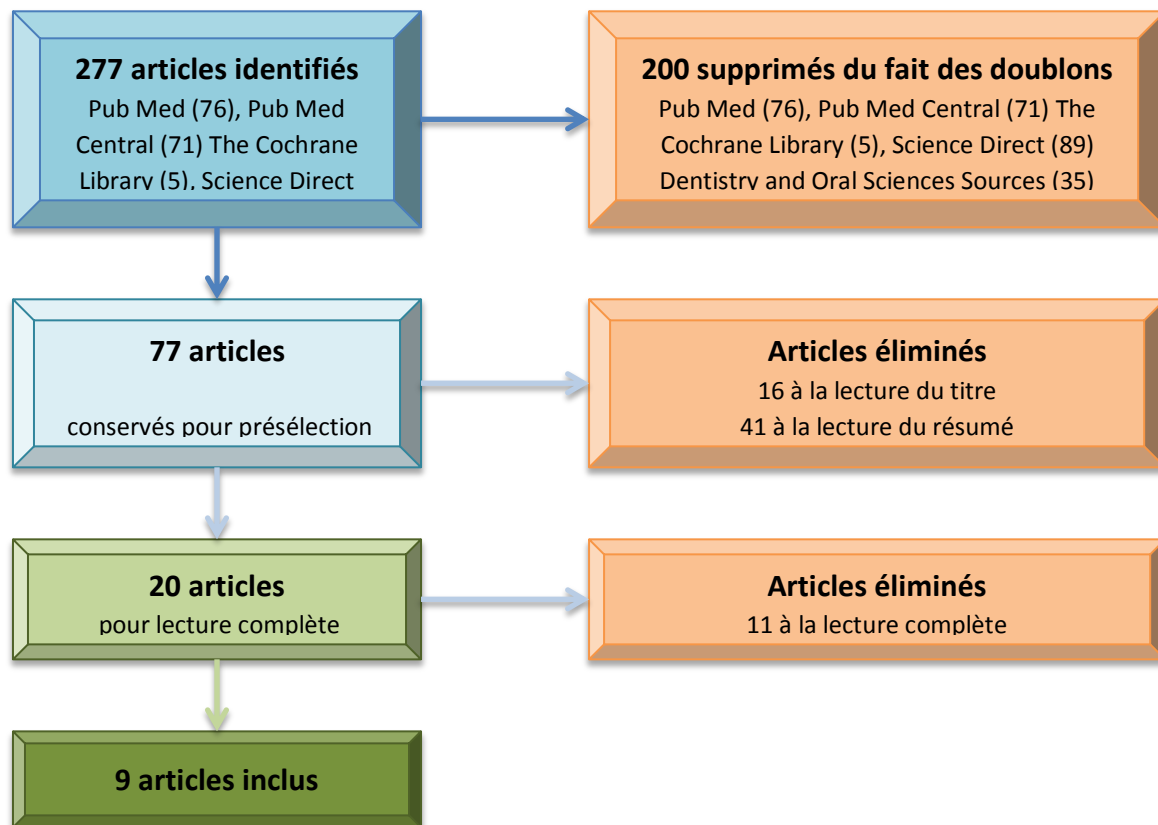 277 articles identifiés
Pub Med (76), Pub Med
Central (71) The Cochrane
Library (5), Science Direct
200 supprimés du fait des doublons
Pub Med (76), Pub Med Central (71) The
Cochrane Library (5), Science Direct (89)
Dentistry and Oral Sciences Sources (35)
77 articles
conservés pour présélection
Articles éliminés
16 à la lecture du titre
41 à la lecture du résumé
20 articles
pour lecture complète
Articles éliminés
11 à la lecture complète
9 articles inclus